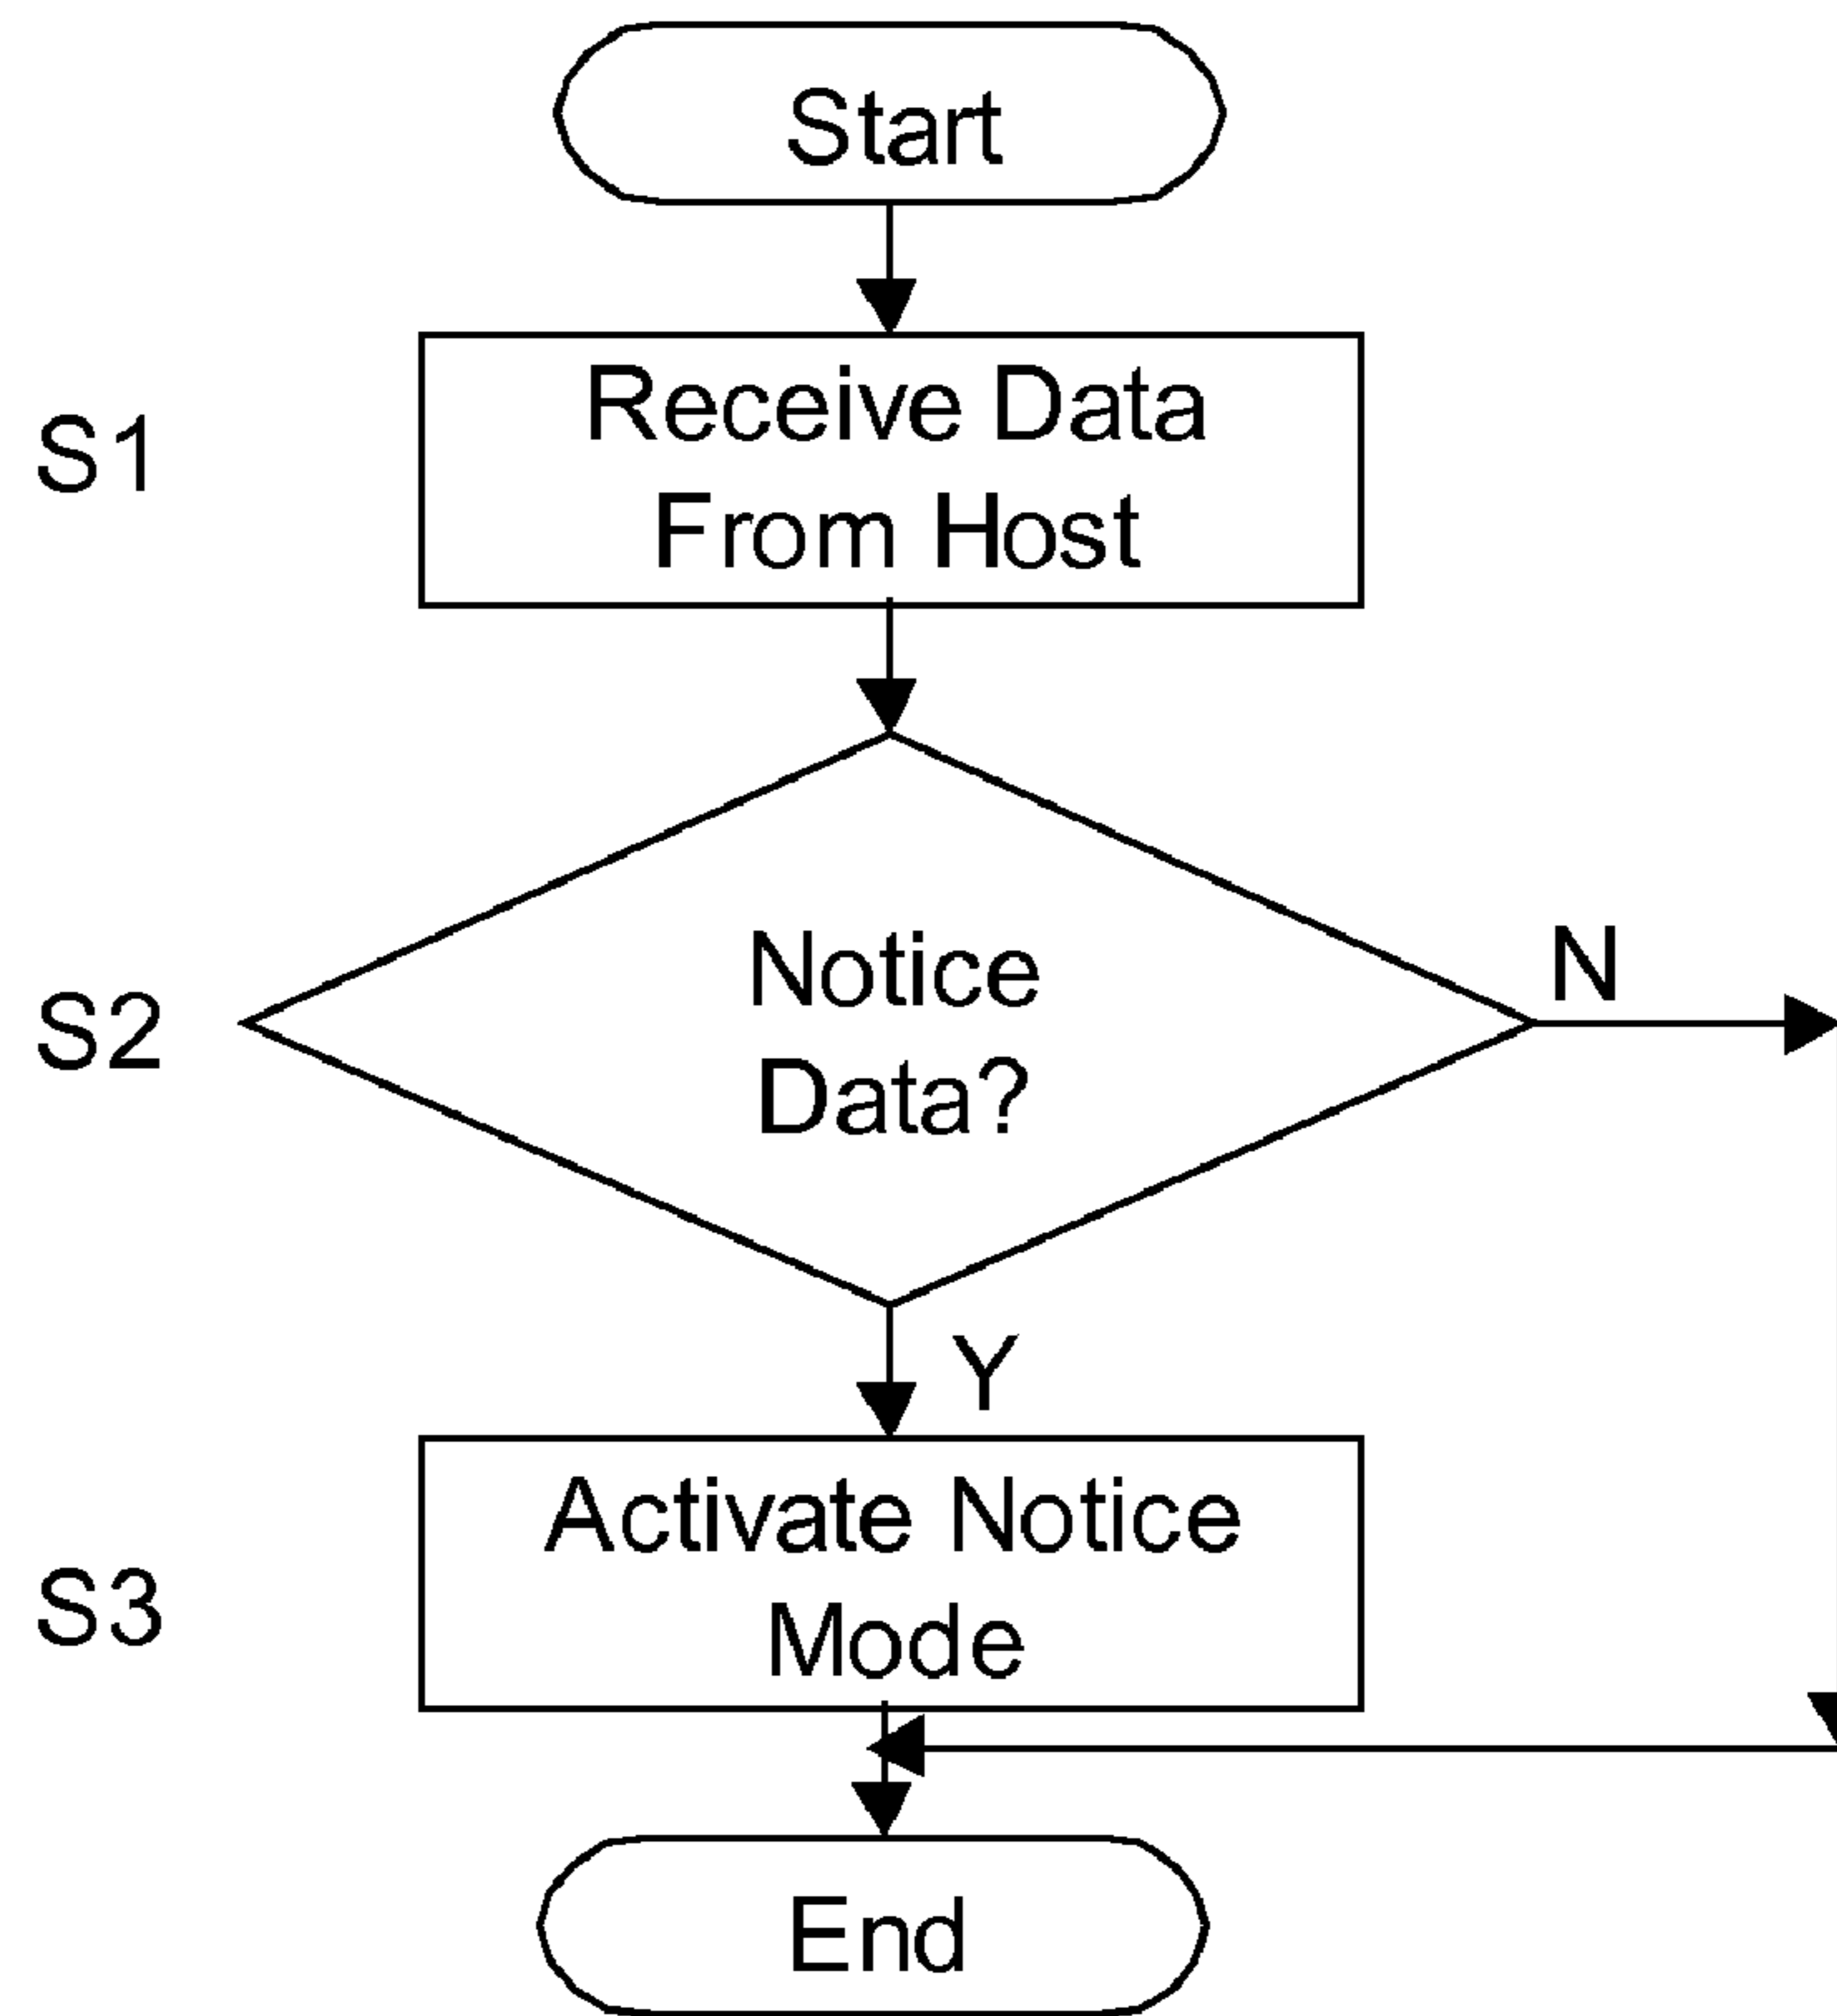 Start
S1
Receive Data
From Host
S2
Notice
Data?
N
Y
S3
Activate Notice
Mode
End